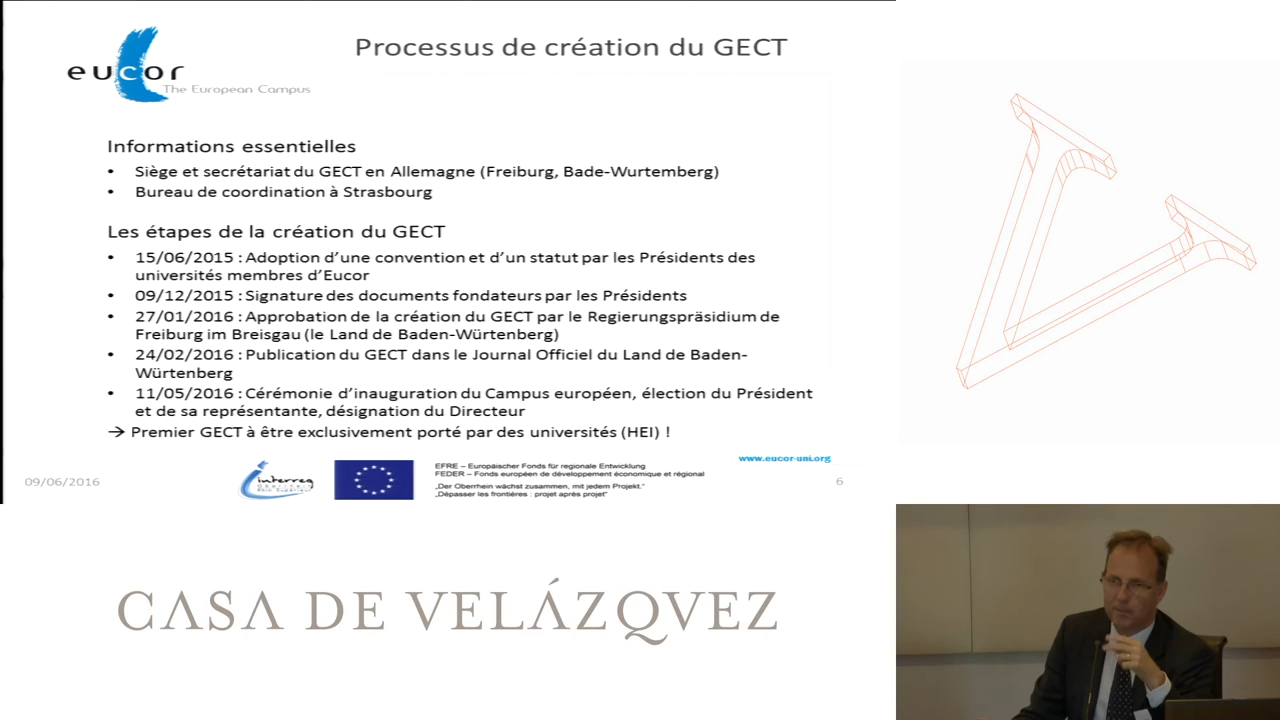 eucor
The European Campus
Processus de création du GECT
Informations essentielles
• Siège et secrétariat du GECT en Allemagne (Freiburg, Bade-Wurtemberg)
• Bureau de coordination à Strasbourg
Les étapes de la création du GECT
• 15/06/2015 : Adoption d’une convention et d’un statut par les Présidents des
universités membres d’Eucor
• 09/12/2015 : Signature des documents fondateurs par les Présidents
• 27/01/2016 : Approbation de la création du GECT par le Regierungspräsidium de
Freiburg im Breisgau (le Land de Baden-Würtenberg)
• 24/02/2016 : Publication du GECT dans le Journal Officiel du Land de Baden-
Würtenberg
• 11/05/2016 : Cérémonie d’inauguration du Campus européen, élection du Président
et de sa représentante, désignation du Directeur
→ Premier GECT à être exclusivement porté par des universités (HEI) !
www.eucor-uni.org
09/06/2016
interreg
Oberrhein
Rhin Supérieur
EFRE – Europäischer Fonds für regionale Entwicklung
FEDER – Fonds européen de développement économique et régional
„Der Oberrhein wächst zusammen, mit jedem Projekt.“
„Dépasser les frontières : projet après projet“
6
CASA DE VELÁZQVEZ